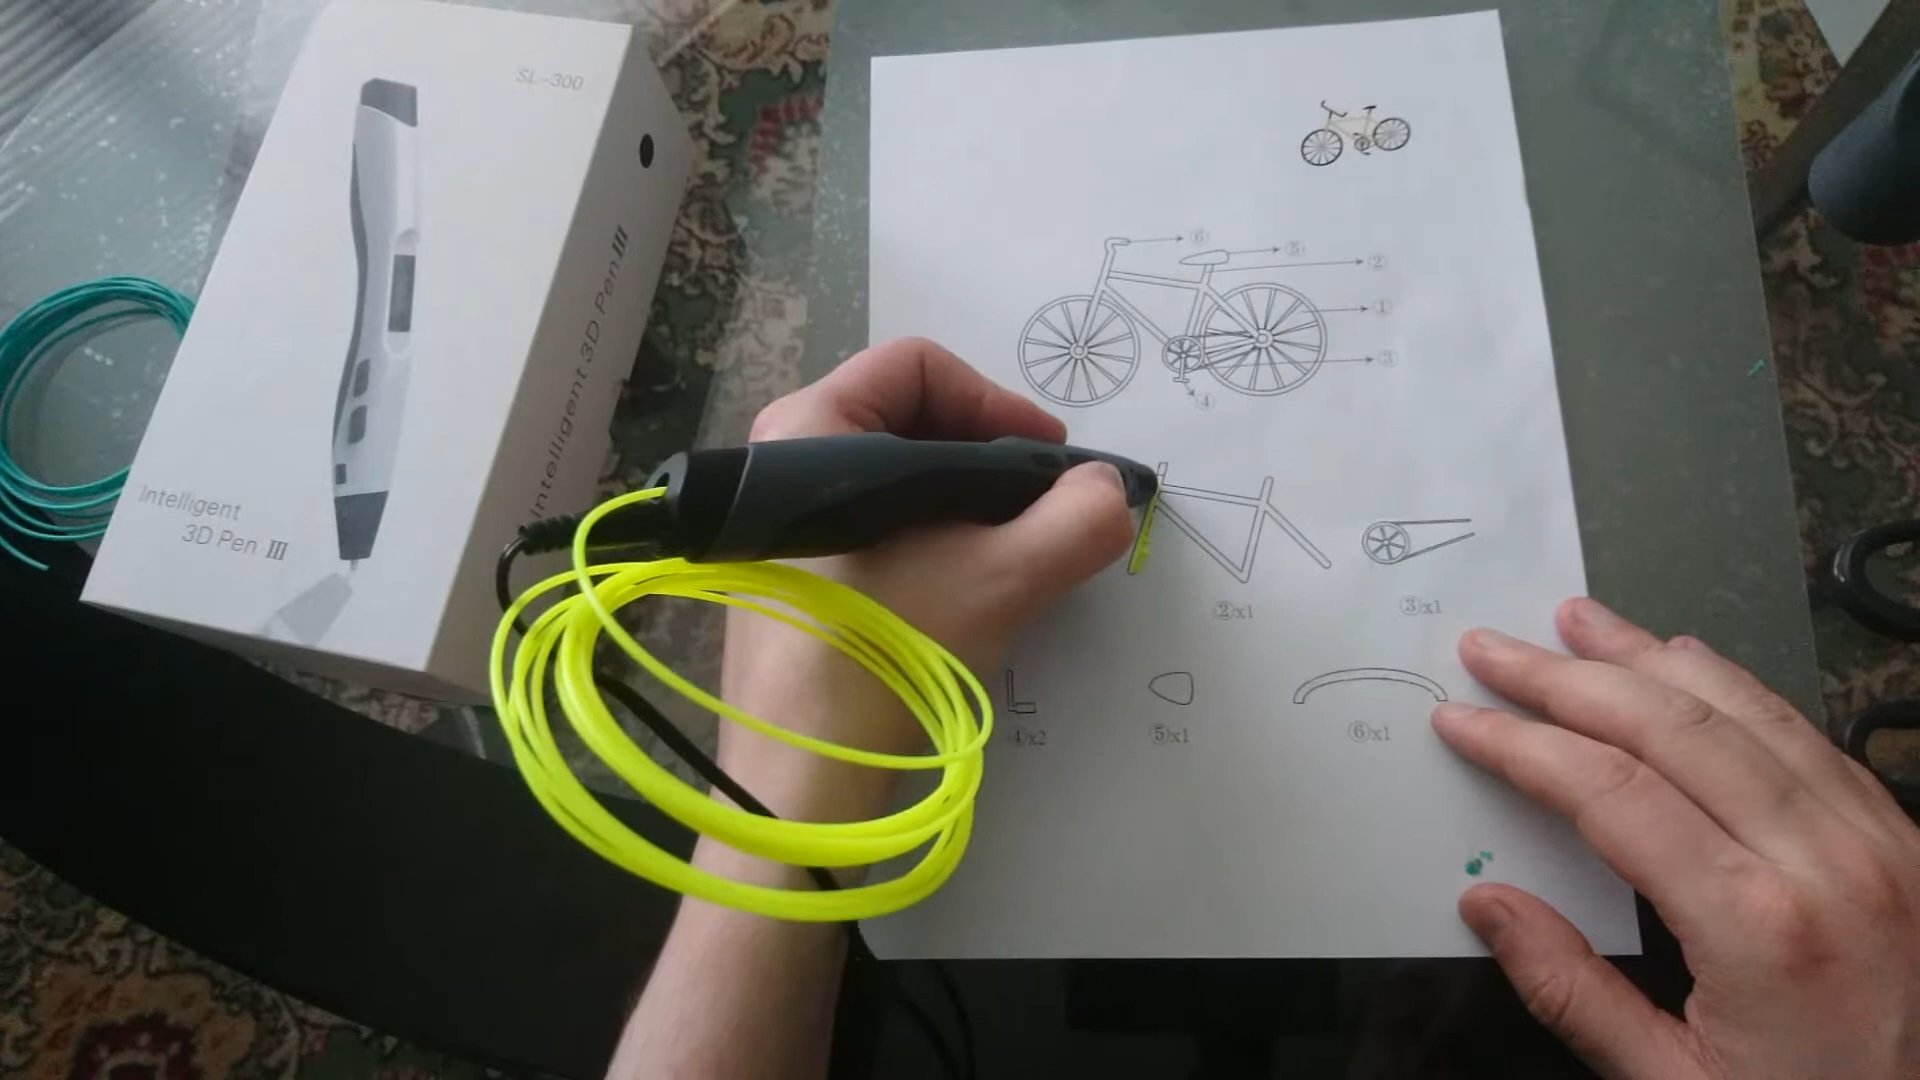 SL-300
Intelligent
3D Pen III
Intelligent 3D Pen III
⑥
⑤
②
①
③
④
②x1
③x1
④x2
⑤x1
⑥x1